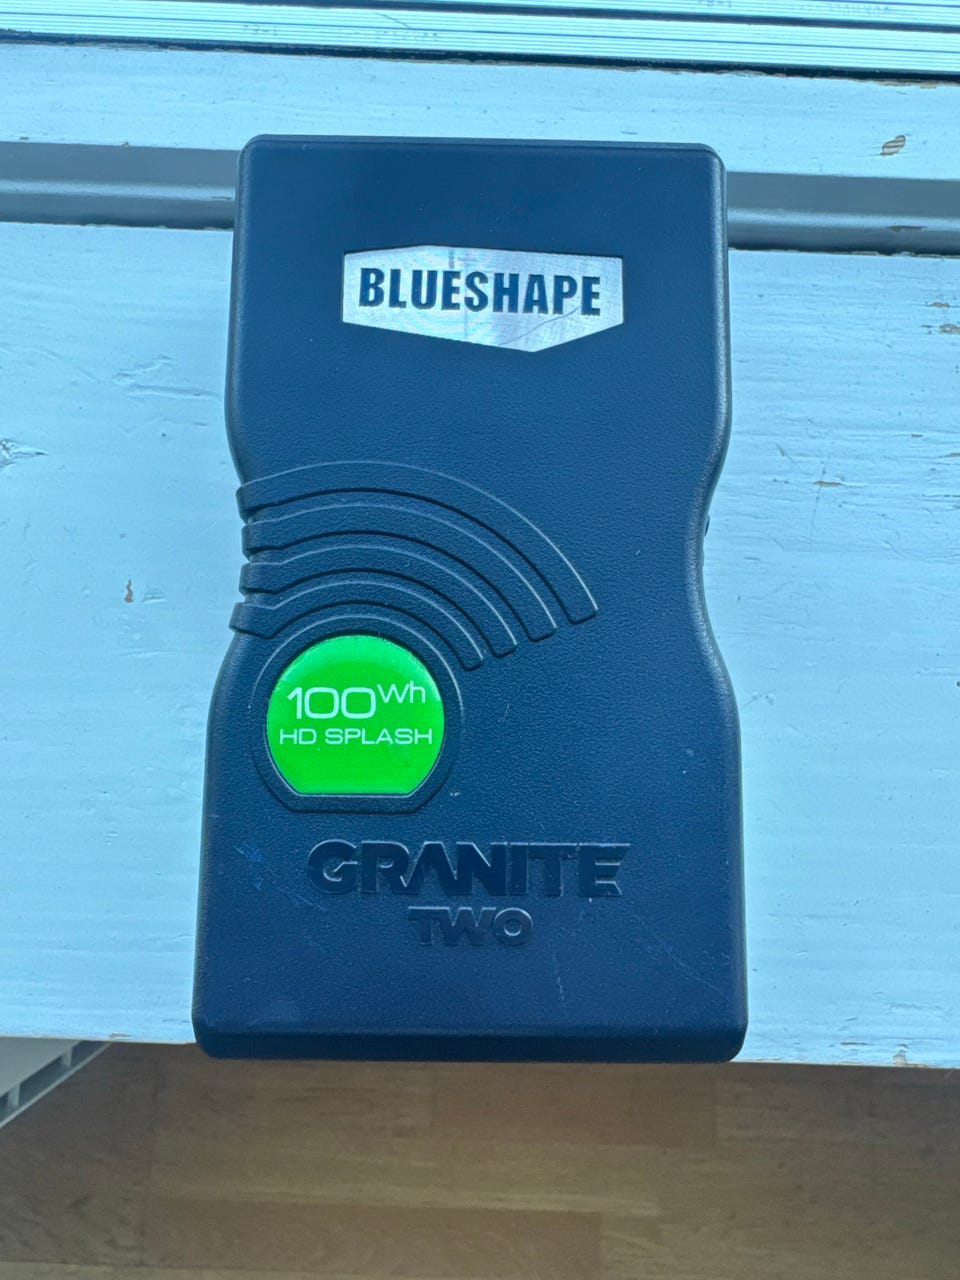 BLUESHAPE
100Wh
HD SPLASH
GRANITE
TWO